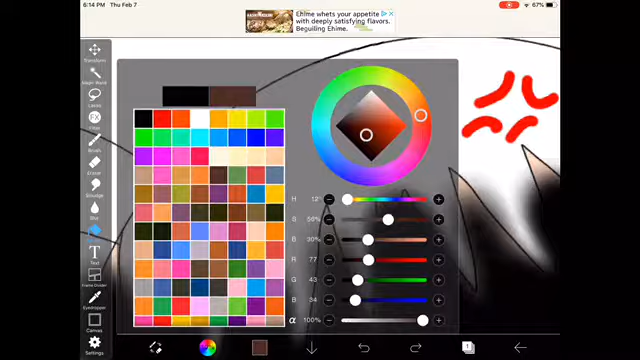 6:14 PM Thu Feb 7
67%
Ehime whets your appetite
with deeply satisfying flavors.
Beguiling Ehime.
Transform
Magic Wand
Lasso
FX
Filter
Brush
Eraser
Smudge
Blur
T
Text
Frame Divider
Eyedropper
Canvas
Settings
H 12°
S 56%
B 30%
R 77
G 43
B 34
α 100%
1